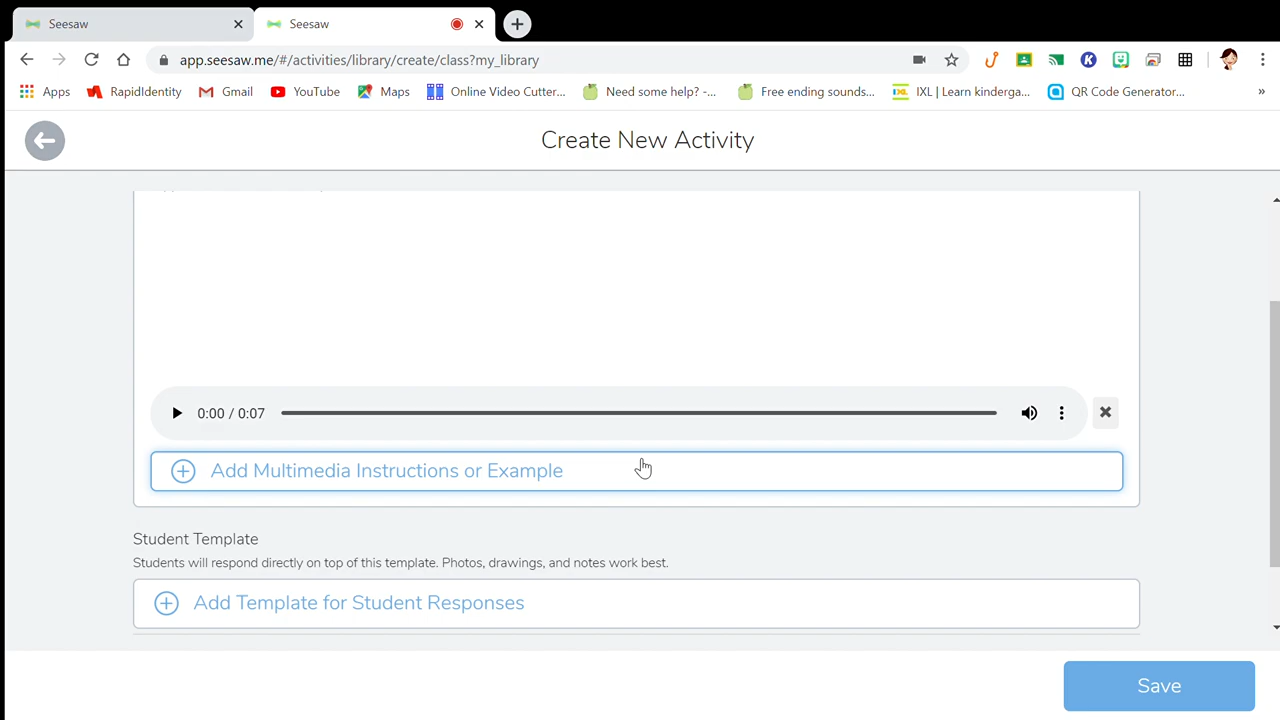 Seesaw
Seesaw
app.seesaw.me/#/activities/library/create/class?my_library
Apps RapidIdentity Gmail YouTube Maps Online Video Cutter... Need some help? -... Free ending sounds... IXL | Learn kinderga... QR Code Generator... »
Create New Activity
0:00 / 0:07
Add Multimedia Instructions or Example
Student Template
Students will respond directly on top of this template. Photos, drawings, and notes work best.
Add Template for Student Responses
Save